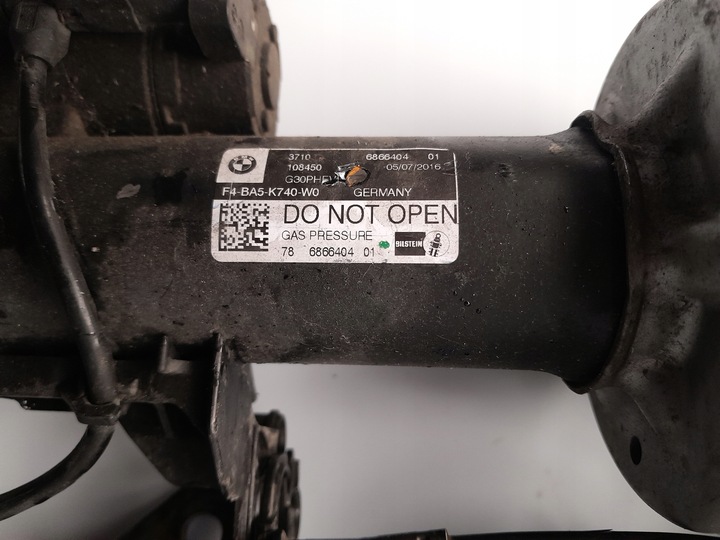 3710 6866404 01
108450 05/07/2016
F4-BA5-K740-W0 GERMANY
DO NOT OPEN
GAS PRESSURE
BILSTEIN
78 6866404 01